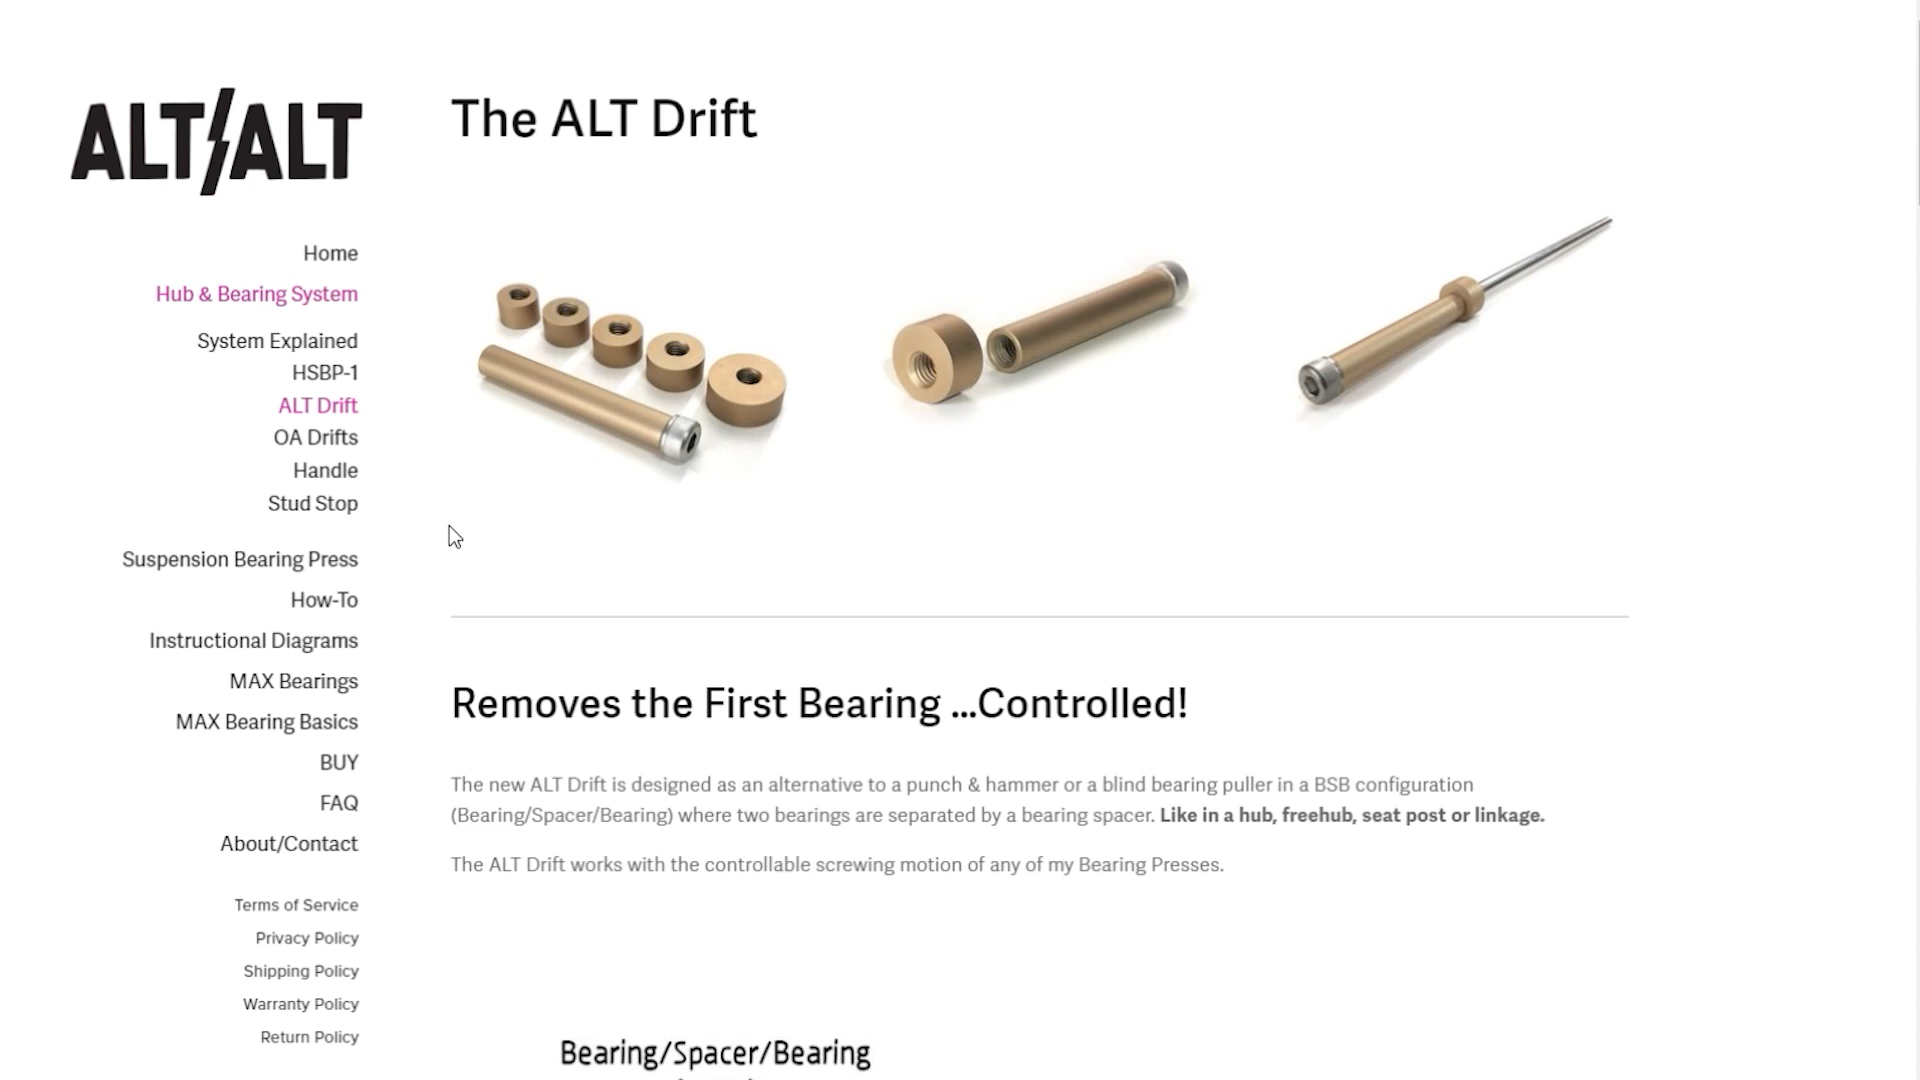 ALT/ALT
Home
Hub & Bearing System
System Explained
HSBP-1
ALT Drift
OA Drifts
Handle
Stud Stop
Suspension Bearing Press
How-To
Instructional Diagrams
MAX Bearings
MAX Bearing Basics
BUY
FAQ
About/Contact
Terms of Service
Privacy Policy
Shipping Policy
Warranty Policy
Return Policy
The ALT Drift
Removes the First Bearing ...Controlled!
The new ALT Drift is designed as an alternative to a punch & hammer or a blind bearing puller in a BSB configuration
(Bearing/Spacer/Bearing) where two bearings are separated by a bearing spacer. Like in a hub, freehub, seat post or linkage.
The ALT Drift works with the controllable screwing motion of any of my Bearing Presses.
Bearing/Spacer/Bearing